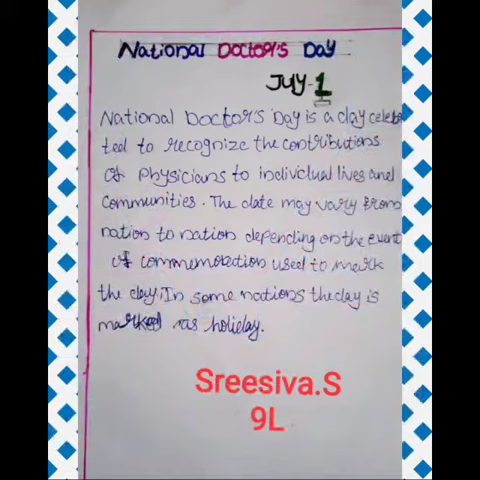 National Doctor's Day
July 1
National Doctor's Day is a day celebr
ted to recognize the contributions
of physicians to individual lives and
communities. The date may vary from
nation to nation depending on the event
of commemoration used to mark
the day. In some nations the day is
marked as holiday.
Sreesiva.S
9L